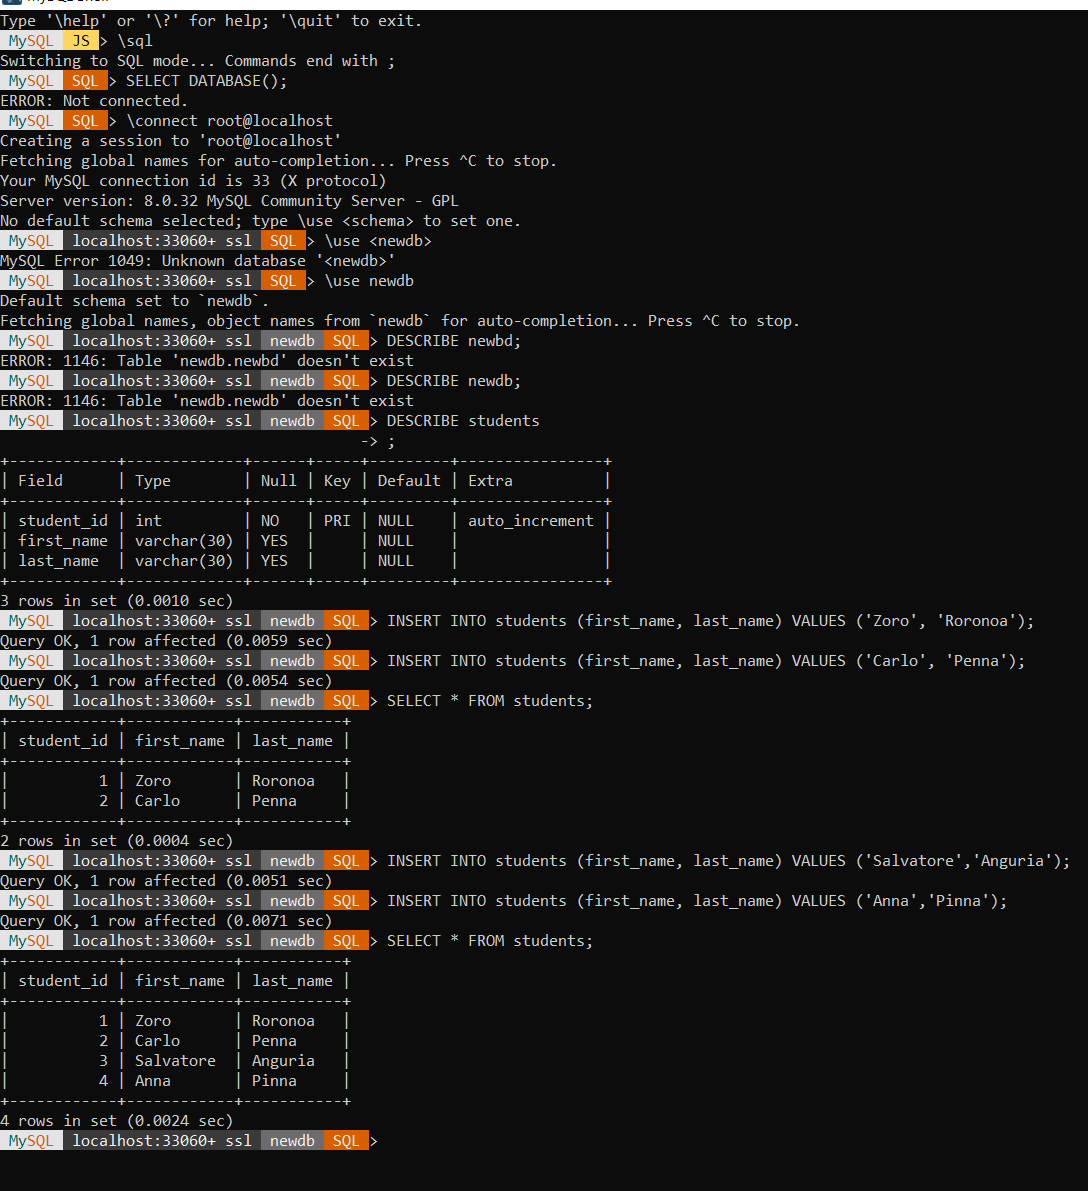 Type '\help' or '\?' for help; '\quit' to exit.
MySQL JS > \sql
Switching to SQL mode... Commands end with ;
MySQL SQL > SELECT DATABASE();
ERROR: Not connected.
MySQL SQL > \connect root@localhost
Creating a session to 'root@localhost'
Fetching global names for auto-completion... Press ^C to stop.
Your MySQL connection id is 33 (X protocol)
Server version: 8.0.32 MySQL Community Server - GPL
No default schema selected; type \use <schema> to set one.
MySQL localhost:33060+ ssl SQL > \use <newdb>
MySQL Error 1049: Unknown database '<newdb>'
MySQL localhost:33060+ ssl SQL > \use newdb
Default schema set to `newdb`.
Fetching global names, object names from `newdb` for auto-completion... Press ^C to stop.
MySQL localhost:33060+ ssl newdb SQL > DESCRIBE newbd;
ERROR: 1146: Table 'newdb.newbd' doesn't exist
MySQL localhost:33060+ ssl newdb SQL > DESCRIBE newdb;
ERROR: 1146: Table 'newdb.newdb' doesn't exist
MySQL localhost:33060+ ssl newdb SQL > DESCRIBE students
-> ;
+------------+-------------+------+-----+---------+----------------+
| Field      | Type        | Null | Key | Default | Extra          |
+------------+-------------+------+-----+---------+----------------+
| student_id | int         | NO   | PRI | NULL    | auto_increment |
| first_name | varchar(30) | YES  |     | NULL    |                |
| last_name  | varchar(30) | YES  |     | NULL    |                |
+------------+-------------+------+-----+---------+----------------+
3 rows in set (0.0010 sec)
MySQL localhost:33060+ ssl newdb SQL > INSERT INTO students (first_name, last_name) VALUES ('Zoro', 'Roronoa');
Query OK, 1 row affected (0.0059 sec)
MySQL localhost:33060+ ssl newdb SQL > INSERT INTO students (first_name, last_name) VALUES ('Carlo', 'Penna');
Query OK, 1 row affected (0.0054 sec)
MySQL localhost:33060+ ssl newdb SQL > SELECT * FROM students;
+------------+------------+-----------+
| student_id | first_name | last_name |
+------------+------------+-----------+
|          1 | Zoro       | Roronoa   |
|          2 | Carlo      | Penna     |
+------------+------------+-----------+
2 rows in set (0.0004 sec)
MySQL localhost:33060+ ssl newdb SQL > INSERT INTO students (first_name, last_name) VALUES ('Salvatore','Anguria');
Query OK, 1 row affected (0.0051 sec)
MySQL localhost:33060+ ssl newdb SQL > INSERT INTO students (first_name, last_name) VALUES ('Anna','Pinna');
Query OK, 1 row affected (0.0071 sec)
MySQL localhost:33060+ ssl newdb SQL > SELECT * FROM students;
+------------+------------+-----------+
| student_id | first_name | last_name |
+------------+------------+-----------+
|          1 | Zoro       | Roronoa   |
|          2 | Carlo      | Penna     |
|          3 | Salvatore  | Anguria   |
|          4 | Anna       | Pinna     |
+------------+------------+-----------+
4 rows in set (0.0024 sec)
MySQL localhost:33060+ ssl newdb SQL >